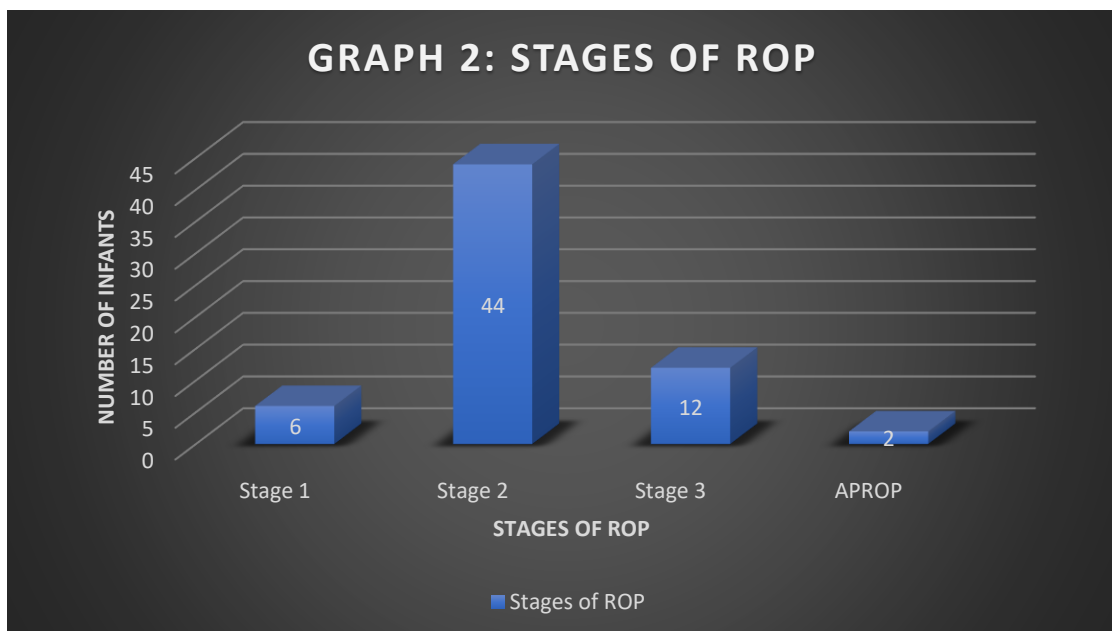 GRAPH 2: STAGES OF ROP
NUMBER OF INFANTS
45
40
35
30
25
20
15
10
5
0
44
12
6
2
Stage 1 Stage 2 Stage 3 APROP
STAGES OF ROP
Stages of ROP